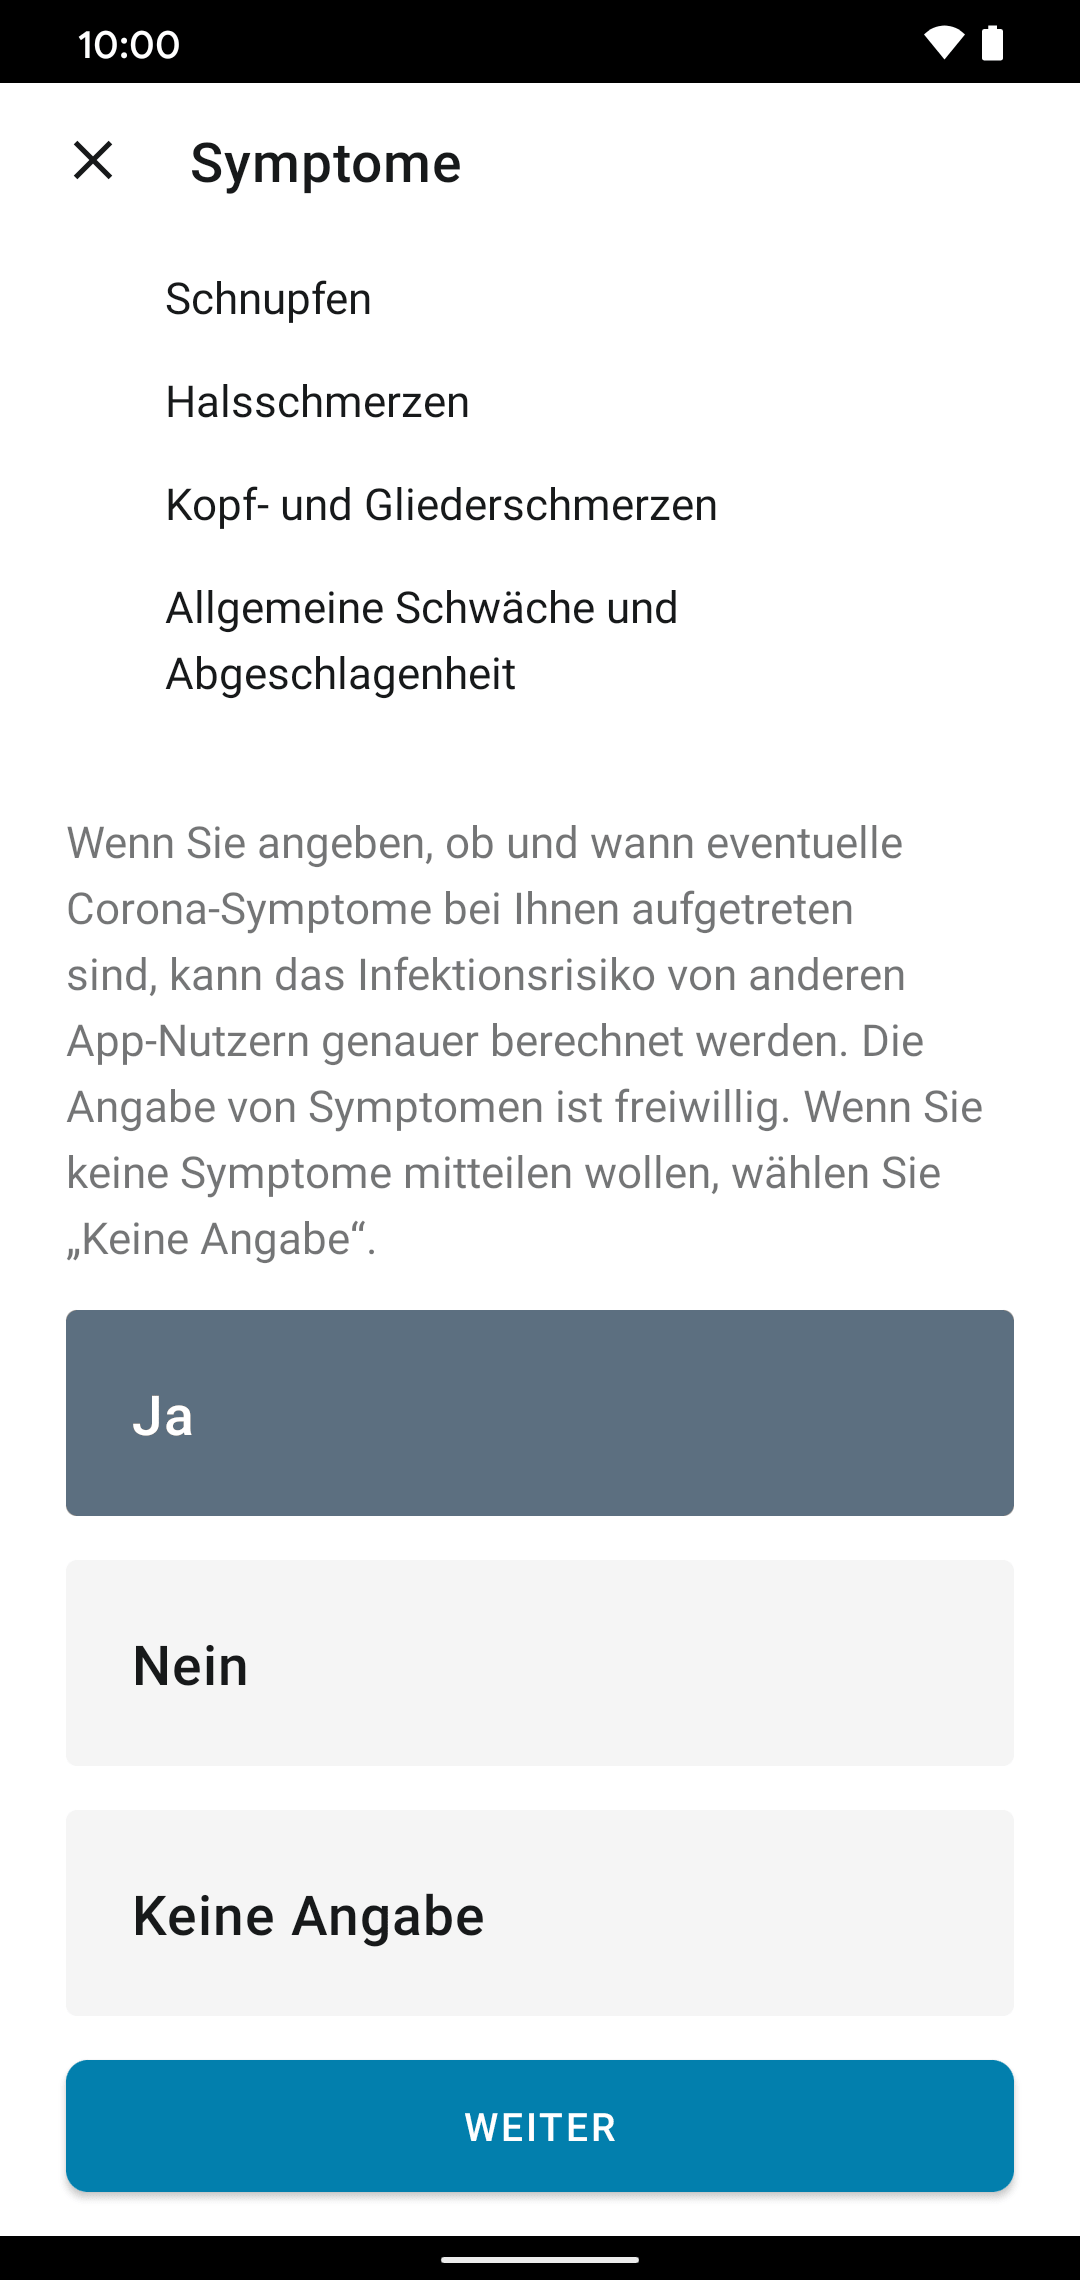 10:00
Symptome
Schnupfen
Halsschmerzen
Kopf- und Gliederschmerzen
Allgemeine Schwäche und
Abgeschlagenheit
Wenn Sie angeben, ob und wann eventuelle
Corona-Symptome bei Ihnen aufgetreten
sind, kann das Infektionsrisiko von anderen
App-Nutzern genauer berechnet werden. Die
Angabe von Symptomen ist freiwillig. Wenn Sie
keine Symptome mitteilen wollen, wählen Sie
„Keine Angabe“.
Ja
Nein
Keine Angabe
WEITER